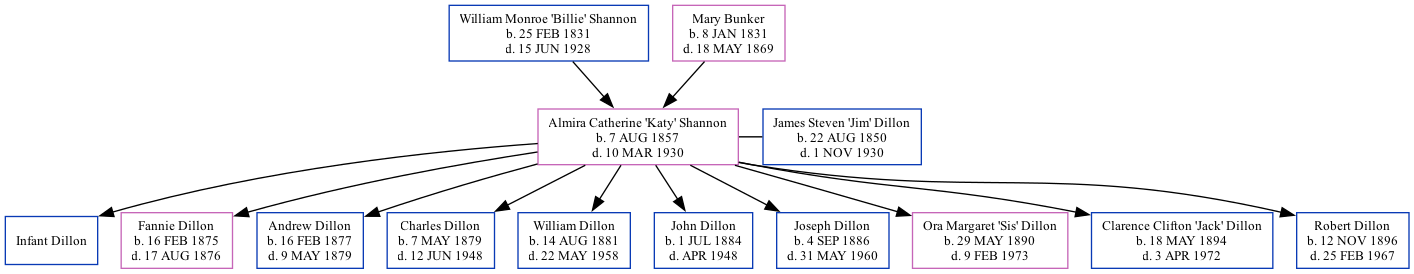 William Monroe 'Billie' Shannon
b. 25 FEB 1831
d. 15 JUN 1928
Mary Bunker
b. 8 JAN 1831
d. 18 MAY 1869
Almira Catherine 'Katy' Shannon
b. 7 AUG 1857
d. 10 MAR 1930
James Steven 'Jim' Dillon
b. 22 AUG 1850
d. 1 NOV 1930
Infant Dillon
Fannie Dillon
b. 16 FEB 1875
d. 17 AUG 1876
Andrew Dillon
b. 16 FEB 1877
d. 9 MAY 1879
Charles Dillon
b. 7 MAY 1879
d. 12 JUN 1948
William Dillon
b. 14 AUG 1881
d. 22 MAY 1958
John Dillon
b. 1 JUL 1884
d. APR 1948
Joseph Dillon
b. 4 SEP 1886
d. 31 MAY 1960
Ora Margaret 'Sis' Dillon
b. 29 MAY 1890
d. 9 FEB 1973
Clarence Clifton 'Jack' Dillon
b. 18 MAY 1894
d. 3 APR 1972
Robert Dillon
b. 12 NOV 1896
d. 25 FEB 1967